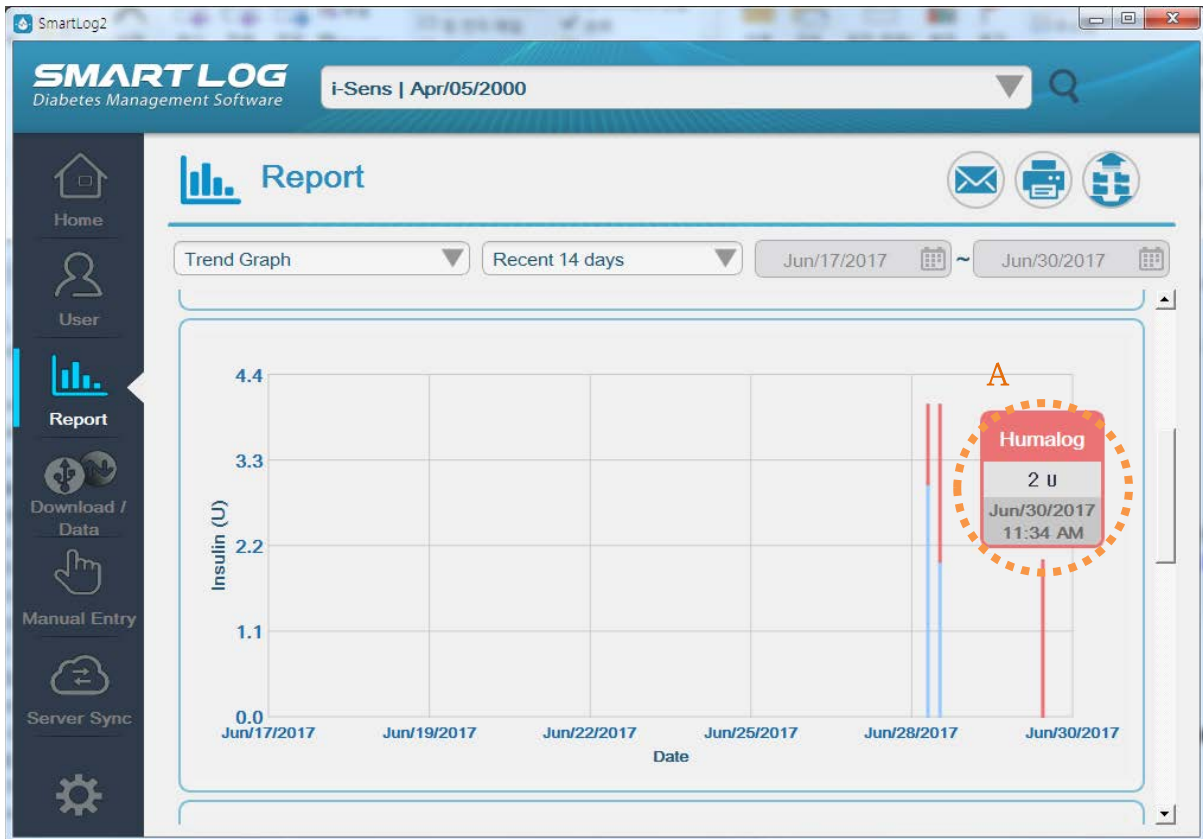 SmartLog2
SMART LOG
Diabetes Management Software
i-Sens | Apr/05/2000
Home
User
Report
Download /
Data
Manual Entry
Server Sync
Report
Trend Graph
Recent 14 days
Jun/17/2017
~
Jun/30/2017
4.4
3.3
2.2
1.1
0.0
Insulin (U)
A
Humalog
2 U
Jun/30/2017
11:34 AM
Jun/17/2017
Jun/19/2017
Jun/22/2017
Jun/25/2017
Jun/28/2017
Jun/30/2017
Date